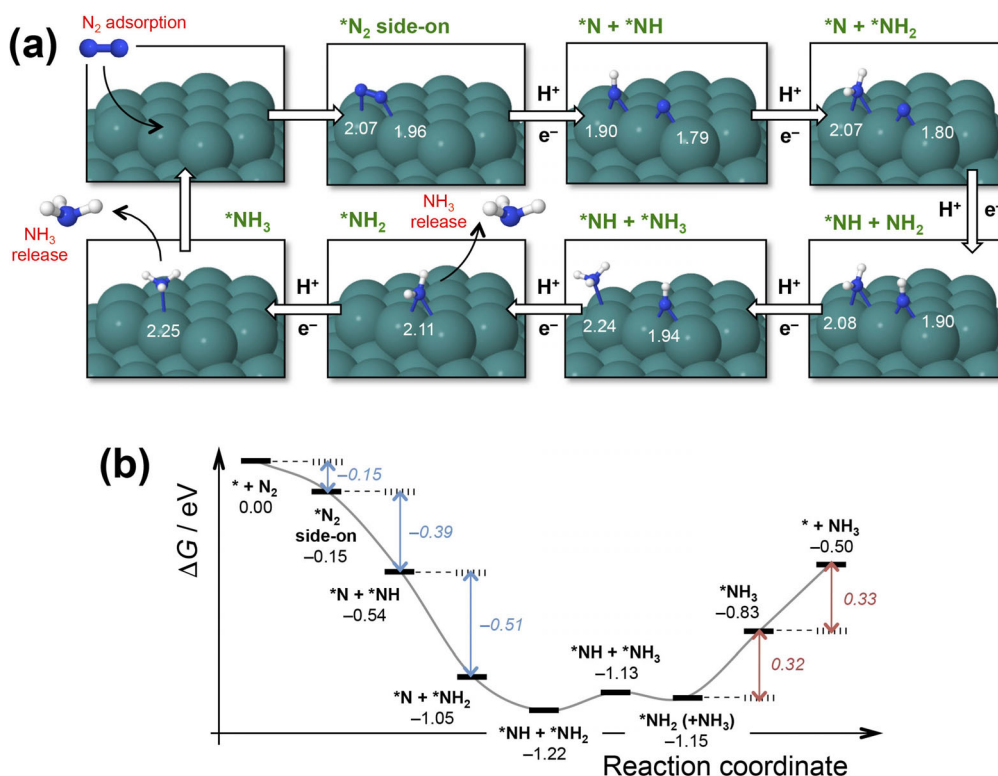 (a)
N₂ adsorption
*N₂ side-on
*N + *NH
*N + *NH₂
2.07 1.96
H⁺
e⁻
1.90 1.79
H⁺
e⁻
2.07 1.80
H⁺ e⁻
NH₃
release
*NH₃
*NH₂
NH₃
release
*NH + *NH₃
*NH + NH₂
2.25
H⁺
e⁻
2.11
H⁺
e⁻
2.24 1.94
H⁺
e⁻
2.08 1.90
(b)
ΔG / eV
* + N₂
0.00
–0.15
*N₂
side-on
–0.15
–0.39
*N + *NH
–0.54
–0.51
*N + *NH₂
–1.05
*NH + *NH₂
–1.22
*NH + *NH₃
–1.13
*NH₂ (+NH₃)
–1.15
0.32
*NH₃
–0.83
0.33
* + NH₃
–0.50
Reaction coordinate